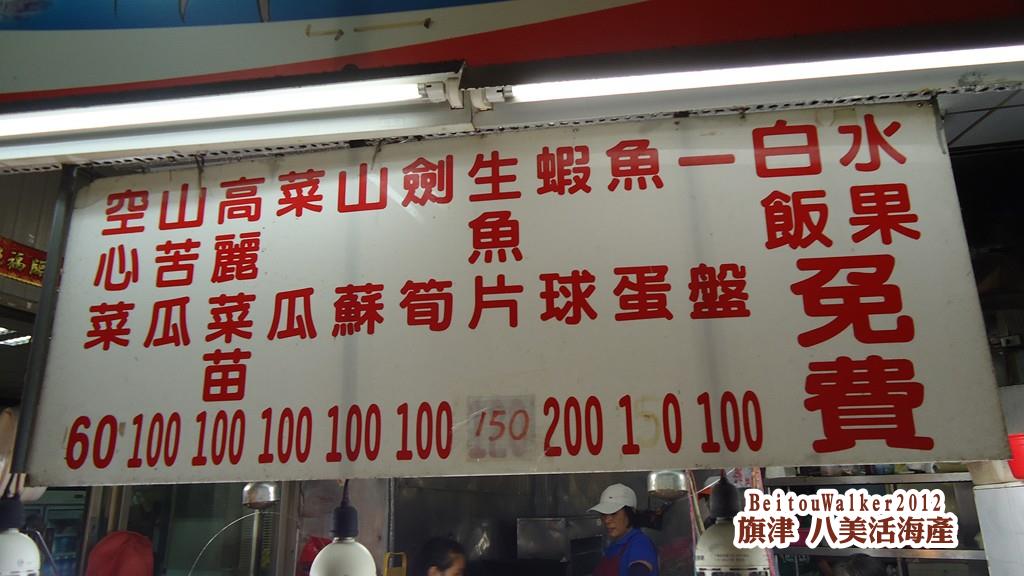 空心菜 60
山苦瓜 100
高麗菜苗 100
菜瓜 100
山蘇 100
劍筍 100
生魚片 150
蝦球 200
魚蛋 150
一盤 100
白飯
水果
免費
BeitouWalker2012
旗津 八美活海產